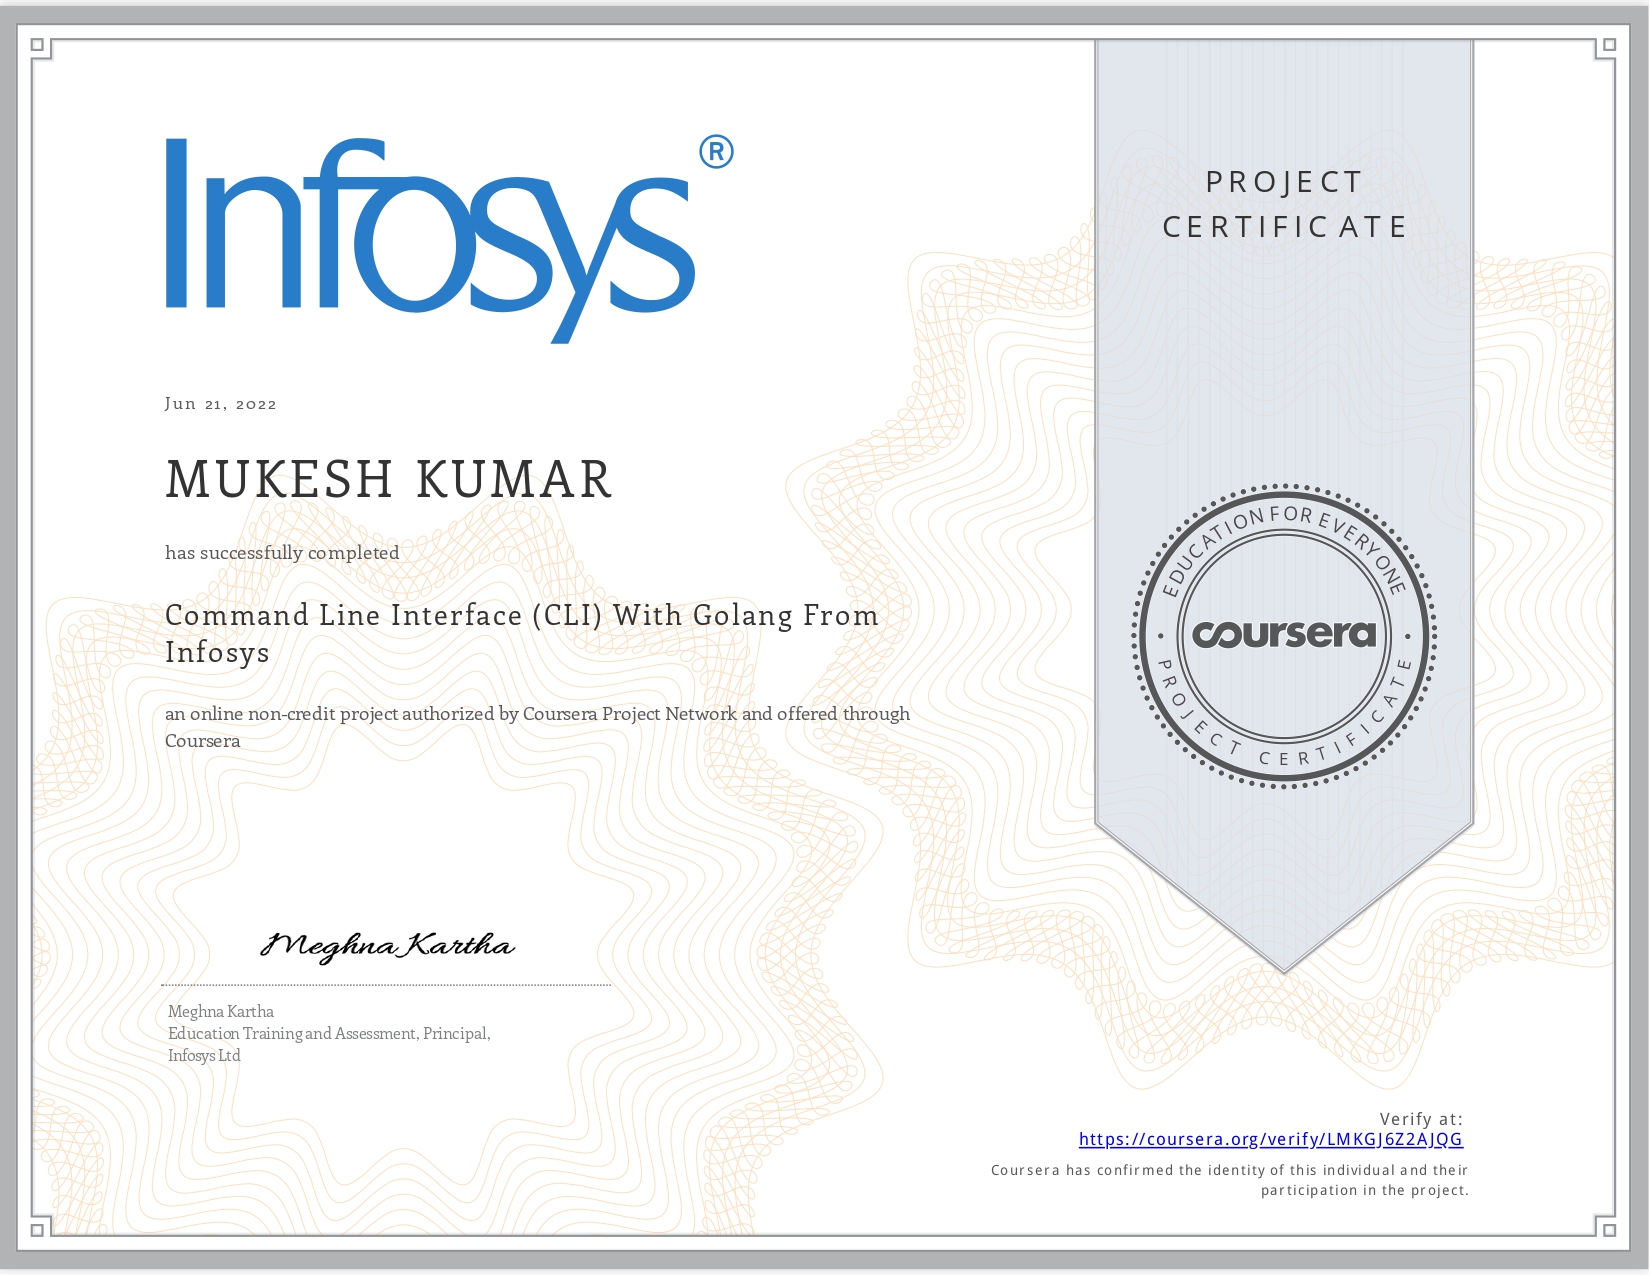 Infosys®
PROJECT
CERTIFICATE
Jun 21, 2022
MUKESH KUMAR
has successfully completed
Command Line Interface (CLI) With Golang From
Infosys
an online non-credit project authorized by Coursera Project Network and offered through
Coursera
EDUCATION FOR EVERYONE
coursera
PROJECT CERTIFICATE
Meghna Kartha
Meghna Kartha
Education Training and Assessment, Principal,
Infosys Ltd
Verify at:
https://coursera.org/verify/LMKGJ6Z2AJQG
Coursera has confirmed the identity of this individual and their
participation in the project.